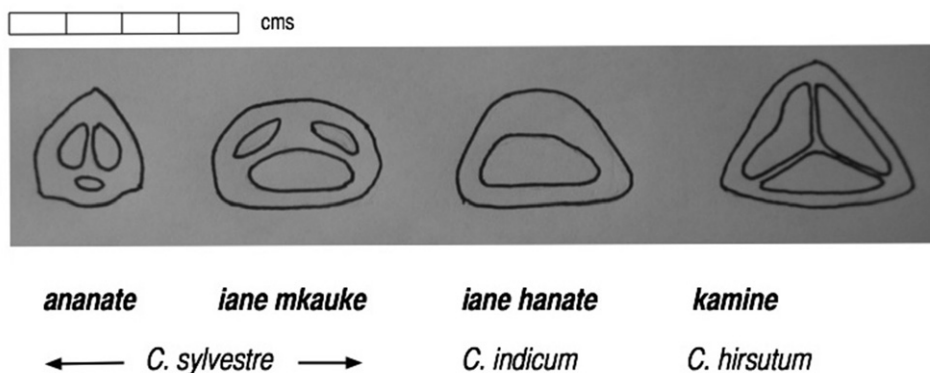 cms
ananate iane mkauke iane hanate kamine
C. sylvestre C. indicum C. hirsutum